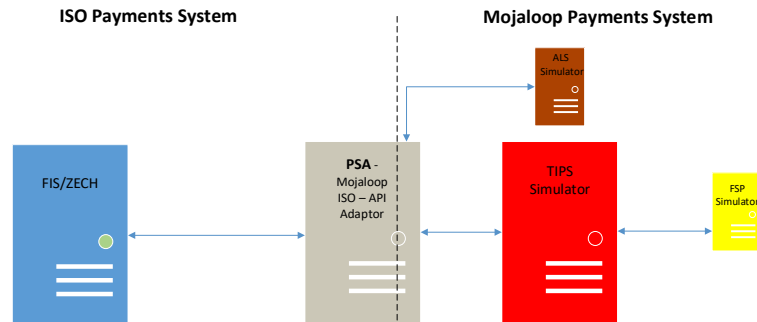 ISO Payments System
Mojaloop Payments System
ALS
Simulator
FIS/ZECH
PSA -
Mojaloop
ISO – API
Adaptor
TIPS
Simulator
FSP
Simulator